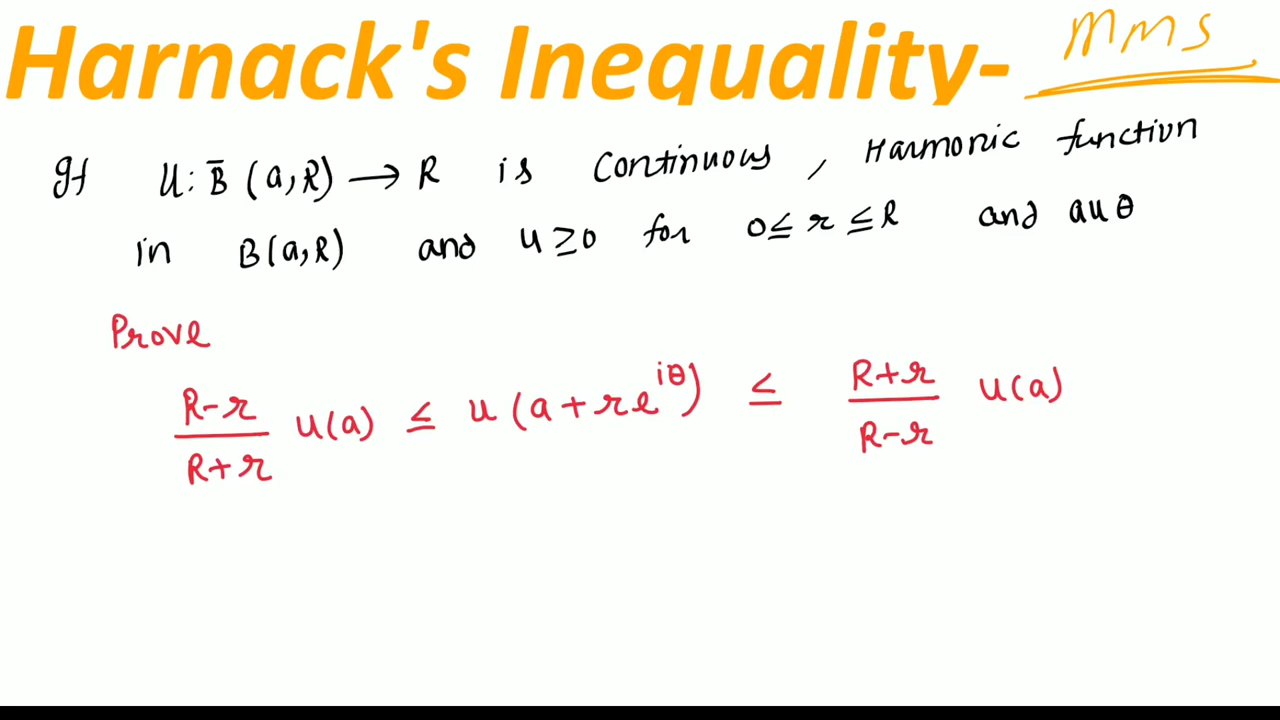 Harnack's Inequality-
mms
If U: B̄ (a,R) → R is Continuous, Harmonic function
in B(a,R) and u ≥ 0 for 0 ≤ r ≤ R and all θ
Prove
R-r/R+r u(a) ≤ u(a+re^{iθ}) ≤ R+r/R-r u(a)